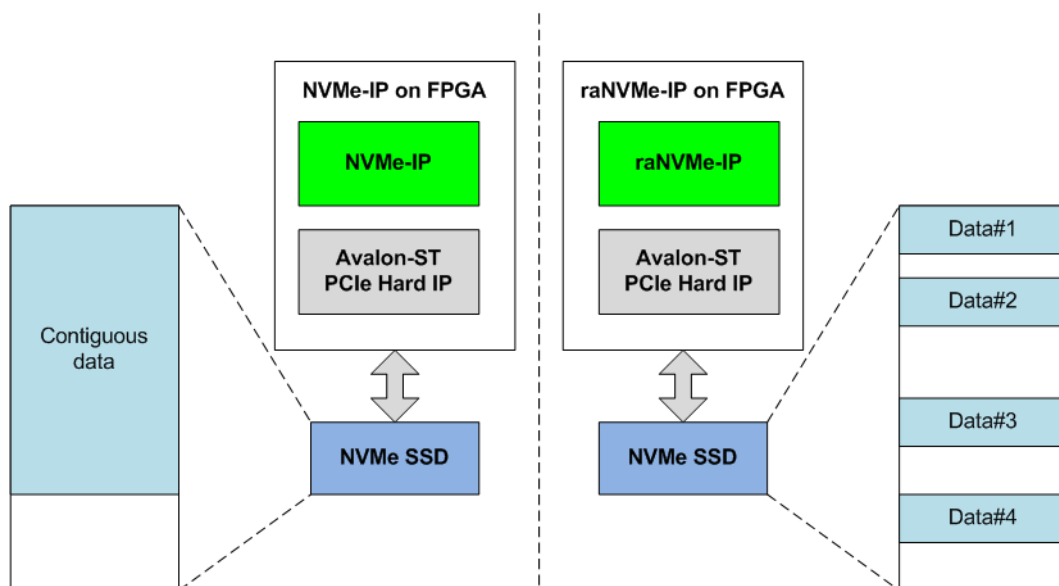 NVMe-IP on FPGA
NVMe-IP
Avalon-ST
PCIe Hard IP
NVMe SSD
Contiguous
data
raNVMe-IP on FPGA
raNVMe-IP
Avalon-ST
PCIe Hard IP
NVMe SSD
Data#1
Data#2
Data#3
Data#4